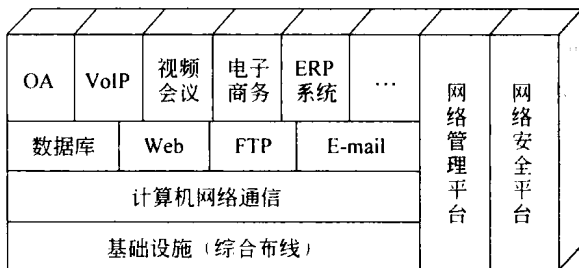 OA
VoIP
视频
会议
电子
商务
ERP
系统
…
数据库
Web
FTP
E-mail
计算机网络通信
基础设施（综合布线）
网络管理平台
网络安全平台